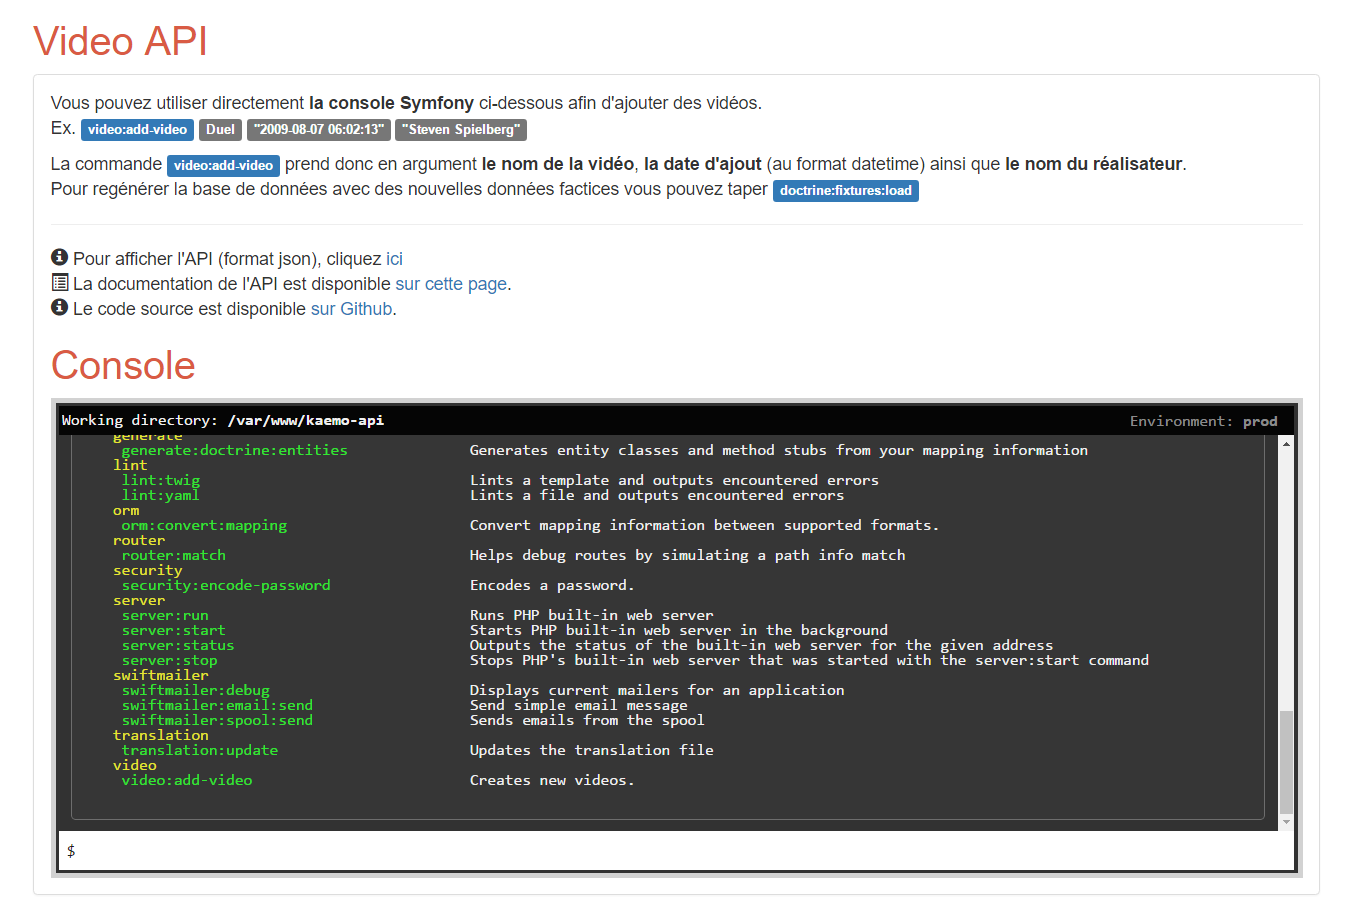 Video API
Vous pouvez utiliser directement la console Symfony ci-dessous afin d'ajouter des vidéos.
Ex. video:add-video Duel "2009-08-07 06:02:13" "Steven Spielberg"
La commande video:add-video prend donc en argument le nom de la vidéo, la date d'ajout (au format datetime) ainsi que le nom du réalisateur.
Pour regénérer la base de données avec des nouvelles données factices vous pouvez taper doctrine:fixtures:load
Pour afficher l'API (format json), cliquez ici
La documentation de l'API est disponible sur cette page.
Le code source est disponible sur Github.
Console
Working directory: /var/www/kaemo-api Environment: prod
generate
generate:doctrine:entities Generates entity classes and method stubs from your mapping information
lint
lint:twig Lints a template and outputs encountered errors
lint:yaml Lints a file and outputs encountered errors
orm
orm:convert:mapping Convert mapping information between supported formats.
router
router:match Helps debug routes by simulating a path info match
security
security:encode-password Encodes a password.
server
server:run Runs PHP built-in web server
server:start Starts PHP built-in web server in the background
server:status Outputs the status of the built-in web server for the given address
server:stop Stops PHP's built-in web server that was started with the server:start command
swiftmailer
swiftmailer:debug Displays current mailers for an application
swiftmailer:email:send Send simple email message
swiftmailer:spool:send Sends emails from the spool
translation
translation:update Updates the translation file
video
video:add-video Creates new videos.
$